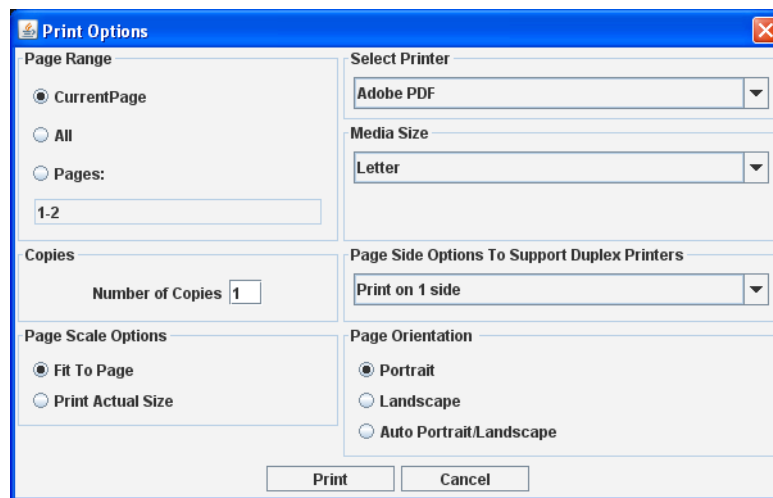 Print Options
Page Range
CurrentPage
All
Pages:
1-2
Select Printer
Adobe PDF
Media Size
Letter
Copies
Number of Copies 1
Page Side Options To Support Duplex Printers
Print on 1 side
Page Scale Options
Fit To Page
Print Actual Size
Page Orientation
Portrait
Landscape
Auto Portrait/Landscape
Print
Cancel